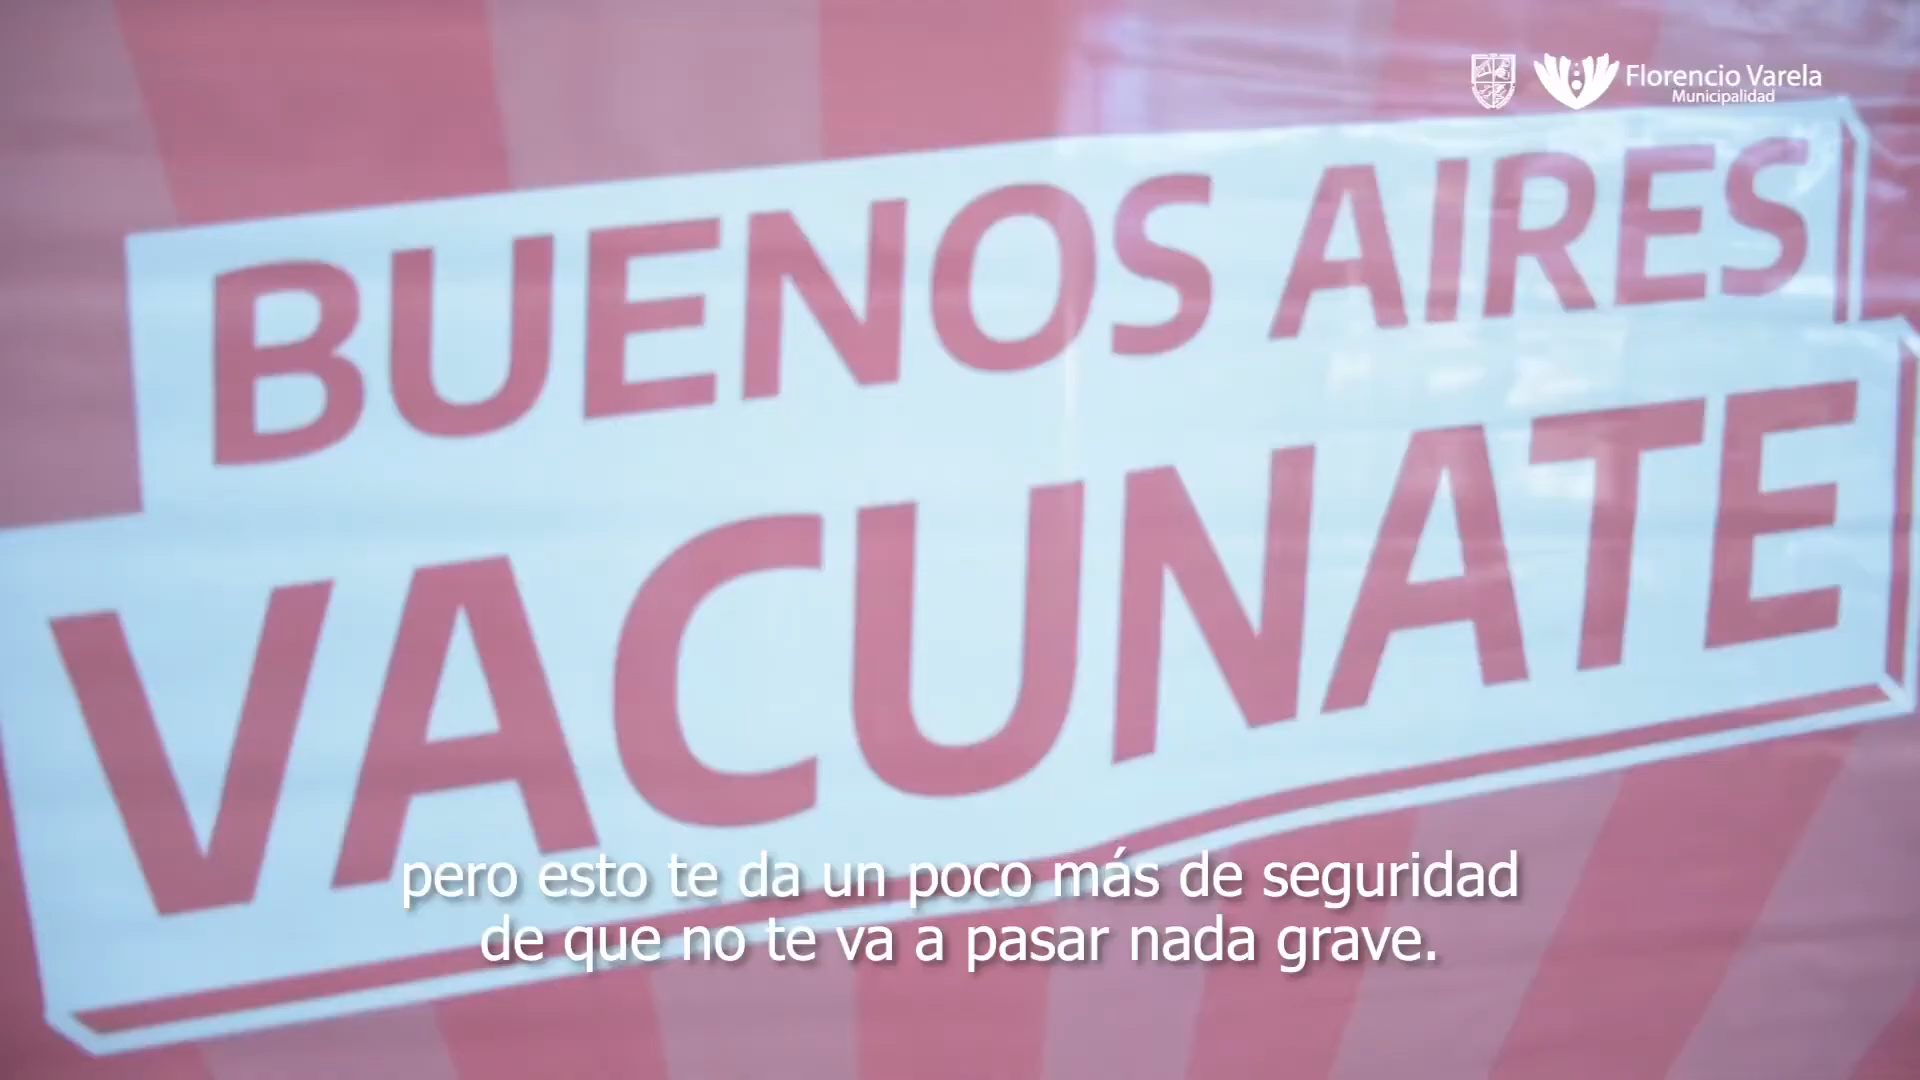 Florencio Varela
Municipalidad
BUENOS AIRES
VACUNATE
pero esto te da un poco más de seguridad
de que no te va a pasar nada grave.